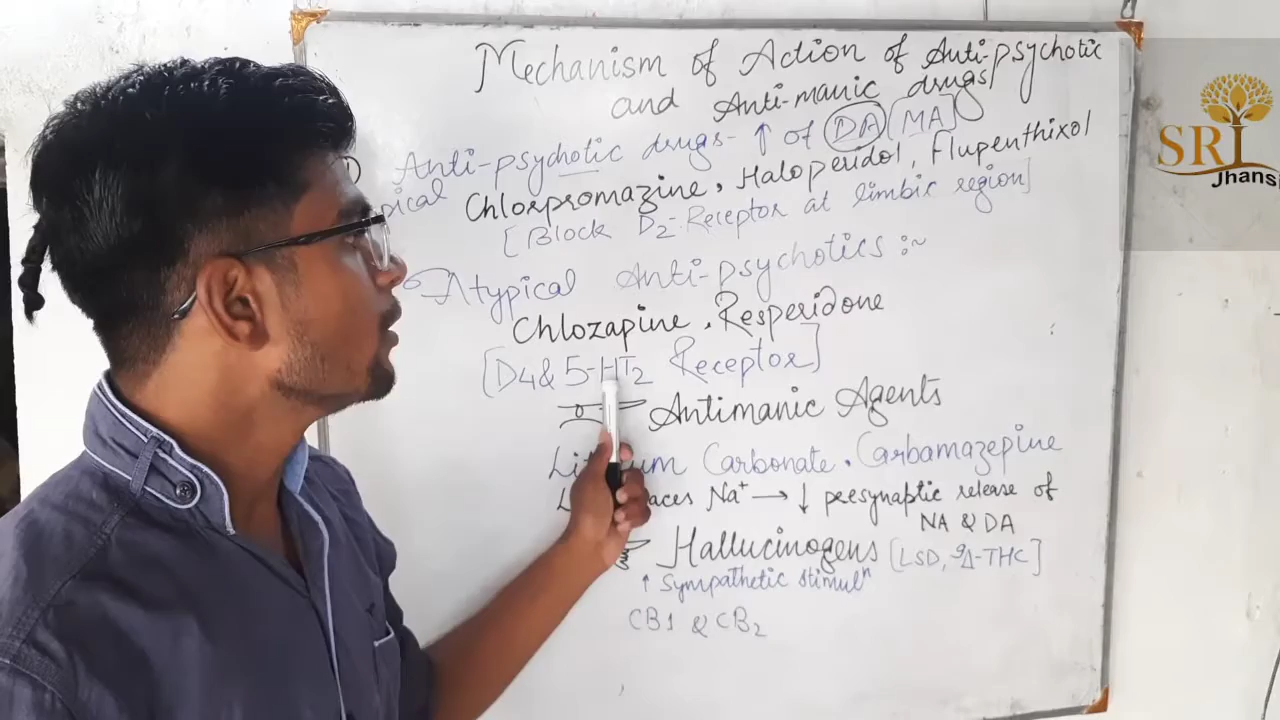 Mechanism of Action of Anti-psychotic
and Anti-manic drugs
Anti-psychotic drugs- ↑ of DA (MA)
Chlorpromazine, Haloperidol, Flupenthixol
[Block D2-Receptor at limbic region]
Atypical Anti-psychotics :~
Chlozapine, Resperidone
[D4 & 5-HT2 Receptor]
Antimanic Agents
Carbonate, Carbamazepine
Na+ → ↓ presynaptic release of
NA & DA
Hallucinogens [LSD, 9Δ-THC]
↑ Sympathetic stimuln
CB1 & CB2
SRI
Jhansi